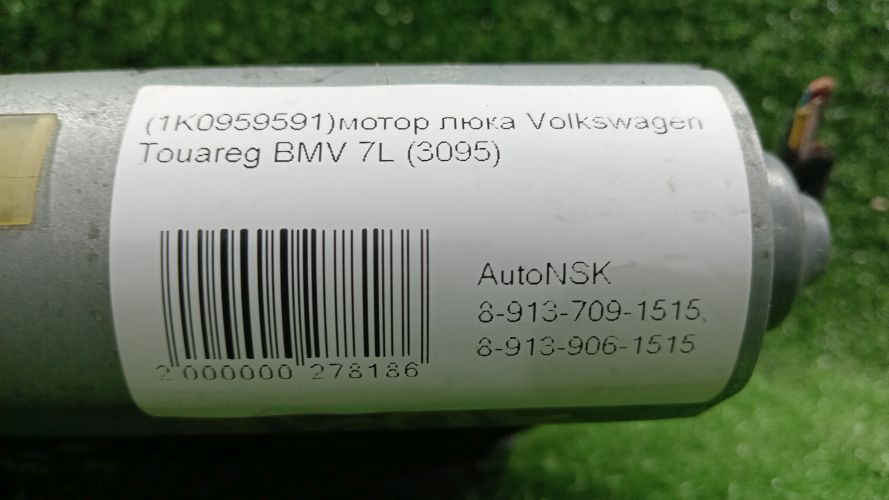 (1K0959591)мотор люка Volkswagen
Touareg BMV 7L (3095)
AutoNSK
8-913-709-1515,
8-913-906-1515
2 000000 278186